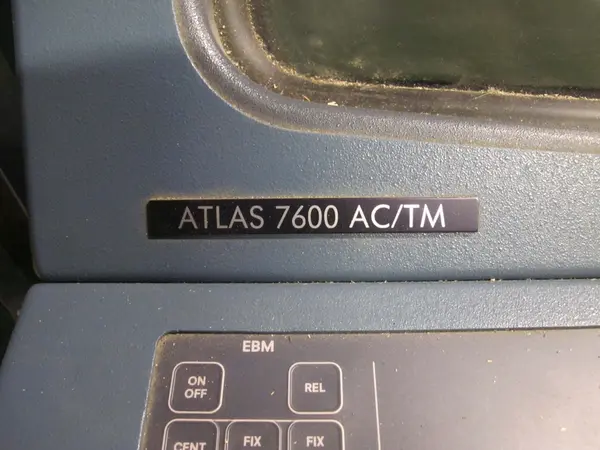 ATLAS 7600 AC/TM
EBM
ON
OFF
REL
CENT
FIX
FIX